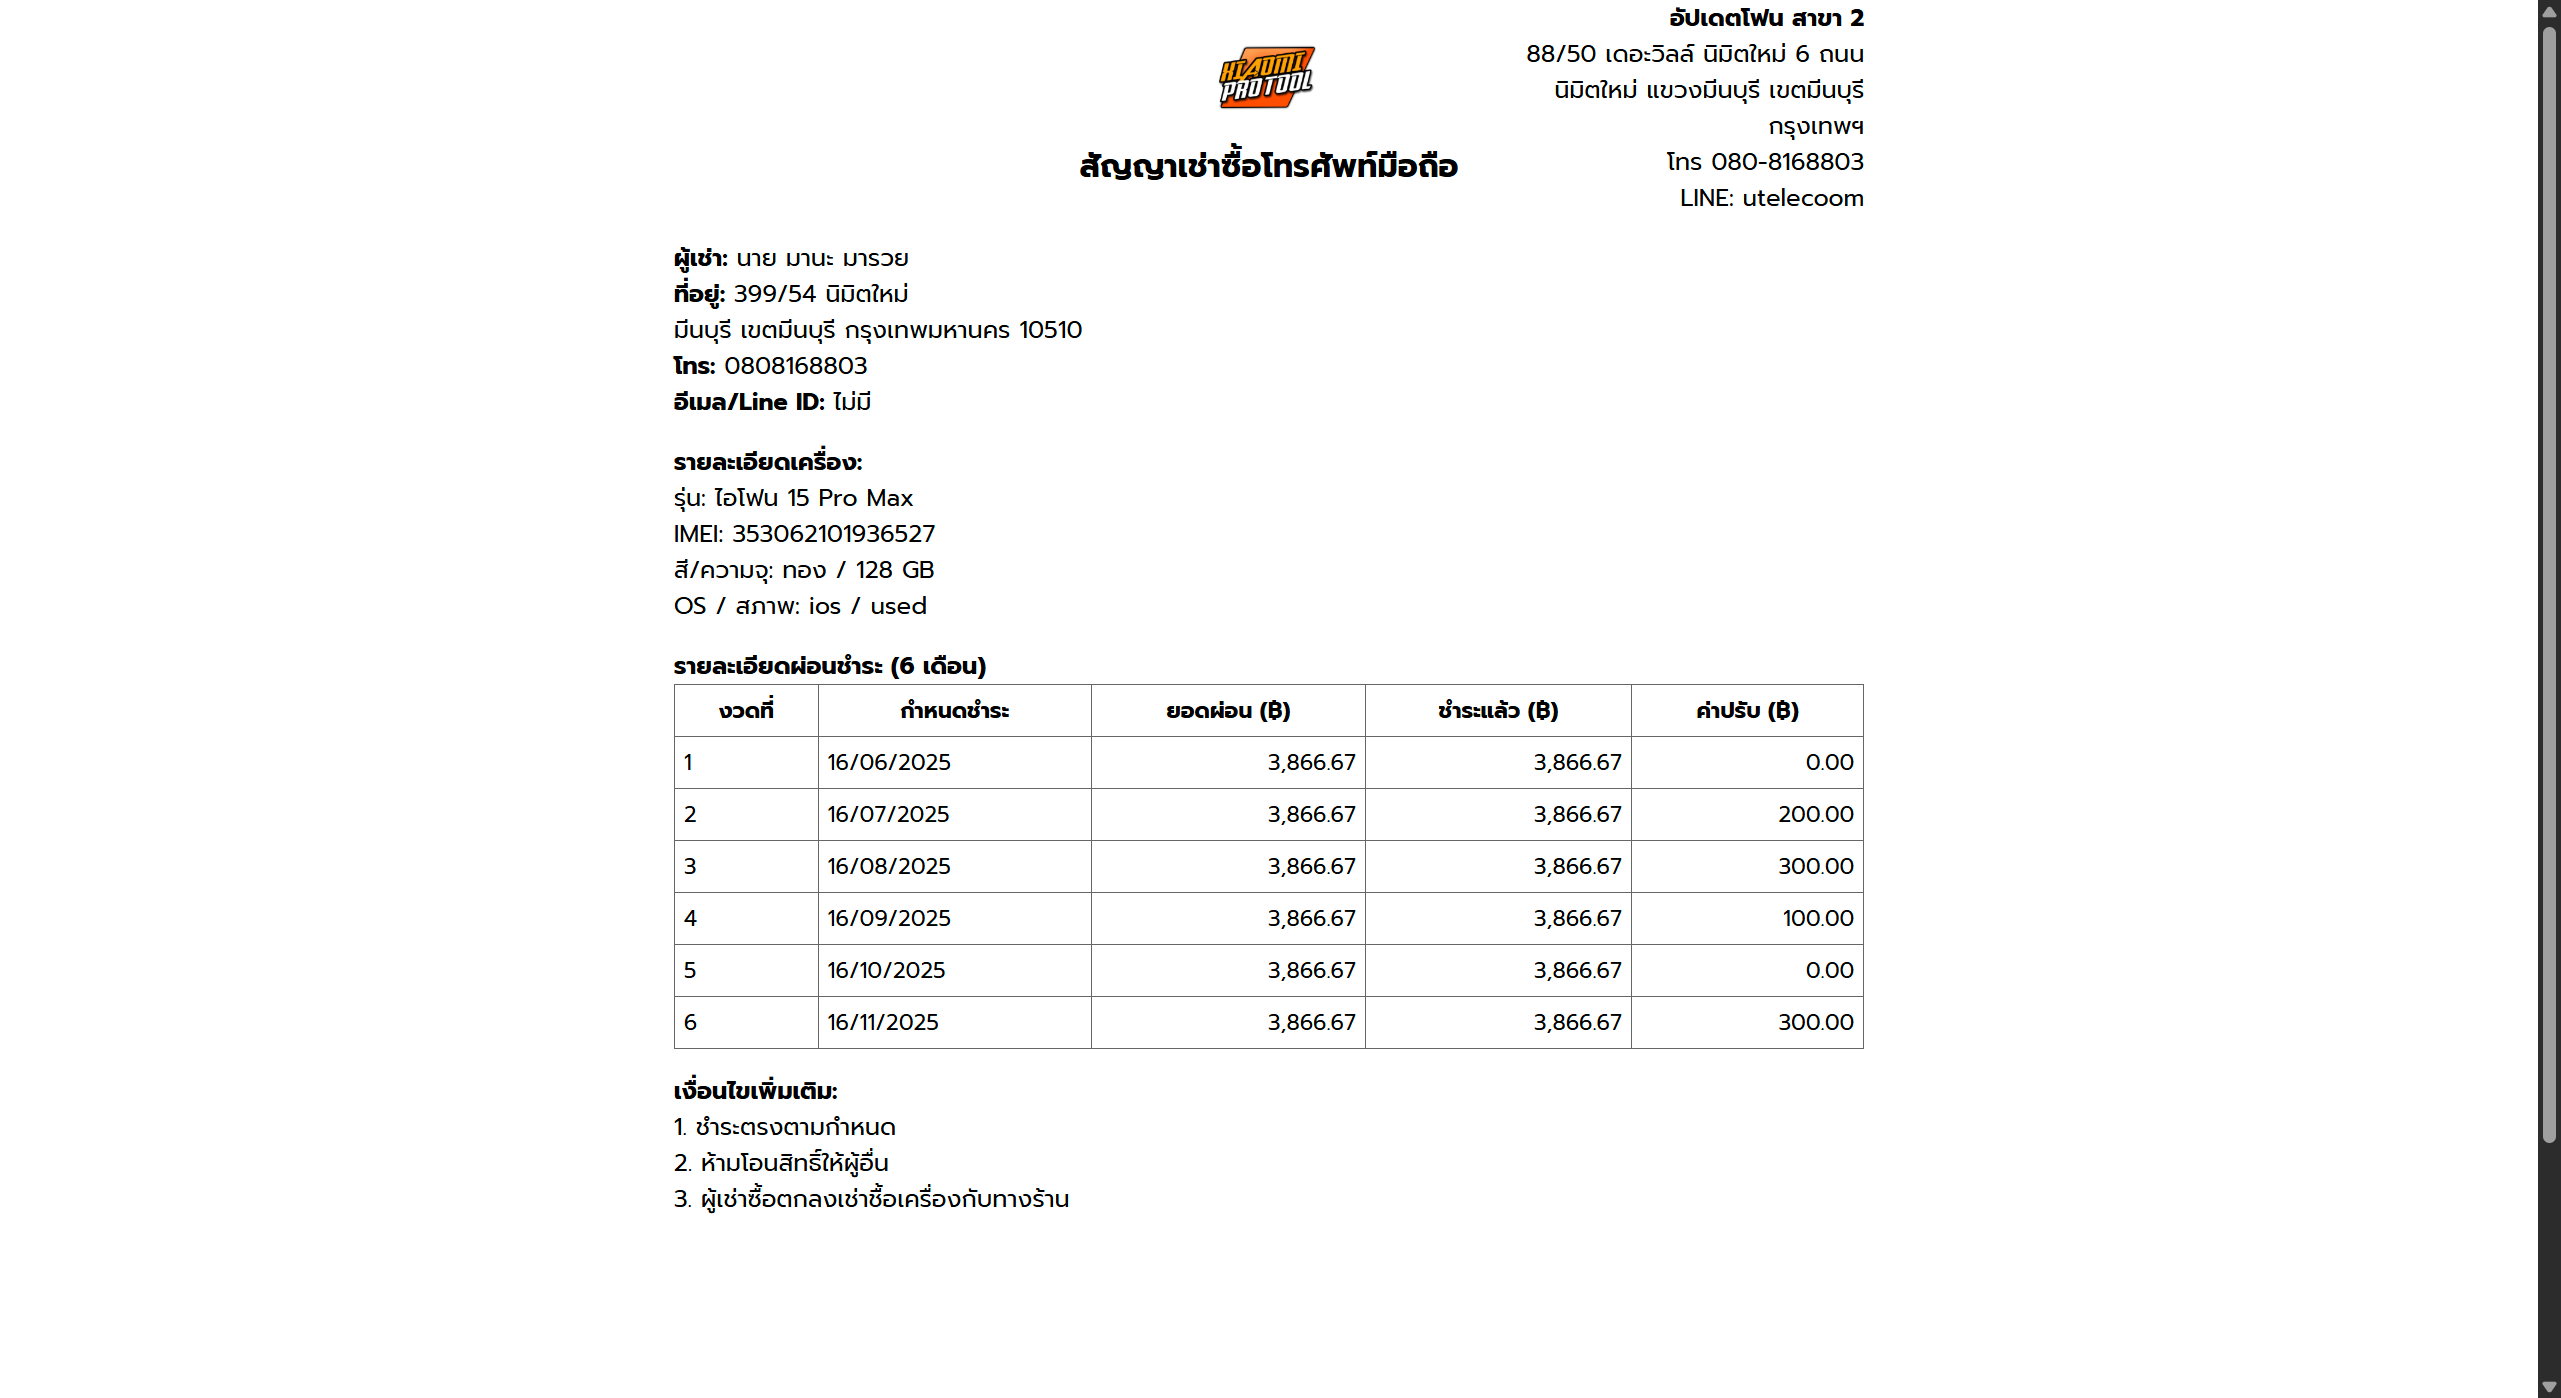 อัปเดตโฟน สาขา 2
88/50 เดอะวิลล์ นิมิตใหม่ 6 ถนน
นิมิตใหม่ แขวงมีนบุรี เขตมีนบุรี
กรุงเทพฯ
โทร 080-8168803
LINE: utelecoom
HIAOMI
PROTOOL
สัญญาเช่าซื้อโทรศัพท์มือถือ
ผู้เช่า: นาย มานะ มารวย
ที่อยู่: 399/54 นิมิตใหม่
มีนบุรี เขตมีนบุรี กรุงเทพมหานคร 10510
โทร: 0808168803
อีเมล/Line ID: ไม่มี
รายละเอียดเครื่อง:
รุ่น: ไอโฟน 15 Pro Max
IMEI: 353062101936527
สี/ความจุ: ทอง / 128 GB
OS / สภาพ: ios / used
รายละเอียดผ่อนชำระ (6 เดือน)
งวดที่ กำหนดชำระ ยอดผ่อน (฿) ชำระแล้ว (฿) ค่าปรับ (฿)
1 16/06/2025 3,866.67 3,866.67 0.00
2 16/07/2025 3,866.67 3,866.67 200.00
3 16/08/2025 3,866.67 3,866.67 300.00
4 16/09/2025 3,866.67 3,866.67 100.00
5 16/10/2025 3,866.67 3,866.67 0.00
6 16/11/2025 3,866.67 3,866.67 300.00
เงื่อนไขเพิ่มเติม:
1. ชำระตรงตามกำหนด
2. ห้ามโอนสิทธิ์ให้ผู้อื่น
3. ผู้เช่าซื้อตกลงเช่าซื้อเครื่องกับทางร้าน